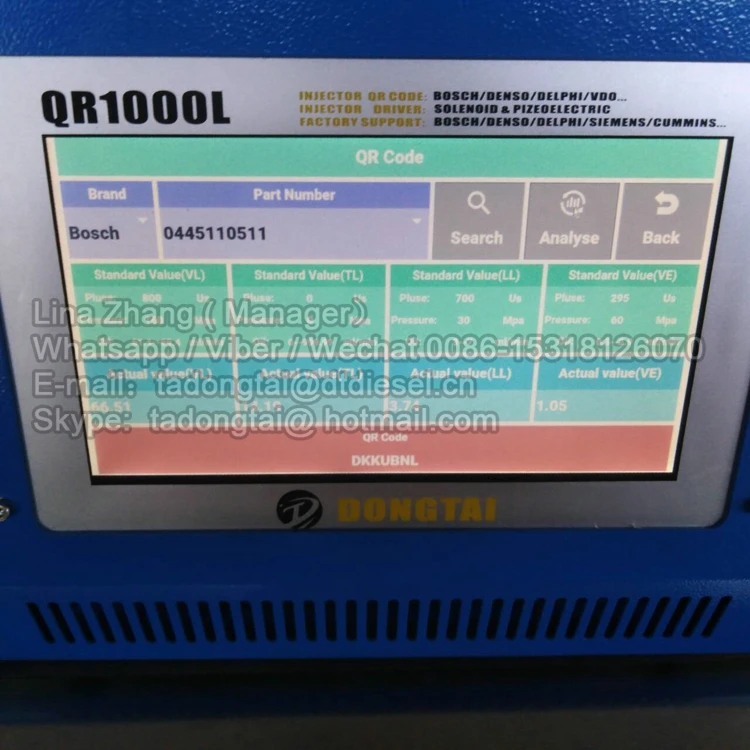 QR1000L
INJECTOR QR CODE: BOSCH/DENSO/DELPHI/VDO...
INJECTOR DRIVER: SOLENOID & PIZEOELECTRIC
FACTORY SUPPORT: BOSCH/DENSO/DELPHI/SIEMENS/CUMMINS...
QR Code
Brand Part Number
Bosch 0445110511 Search Analyse Back
Standard Value(VL) Standard Value(TL) Standard Value(LL) Standard Value(VE)
Pluse: 800 Us Pluse: 0 Us Pluse: 700 Us Pluse: 295 Us
Pressure: 30 Mpa Pressure: 60 Mpa
Lina Zhang ( Manager)
Whatsapp / Viber / Wechat 0086-15318126070
Actual value(VL) Actual value(TL) Actual value(LL) Actual value(VE)
E-mail: tadongtai@dtdiesel.cn
1.05
Skype: tadongtai@hotmail.com
QR Code
DKKUBNL
DONGTAI